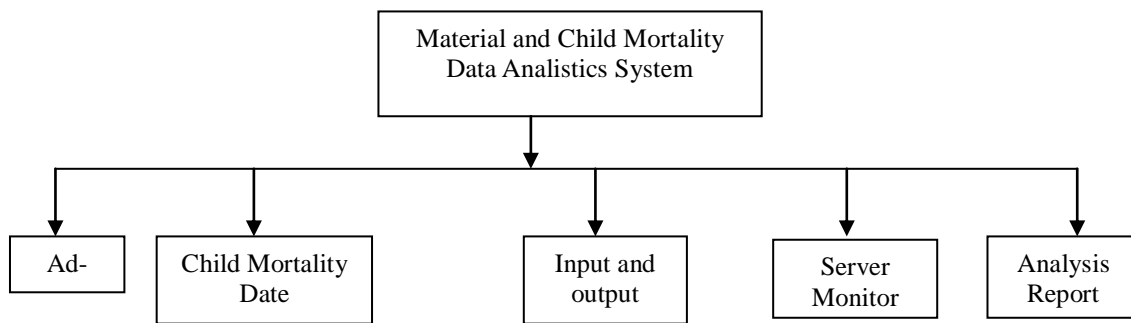 Material and Child Mortality
Data Analistics System
Ad-
Child Mortality
Date
Input and
output
Server
Monitor
Analysis
Report